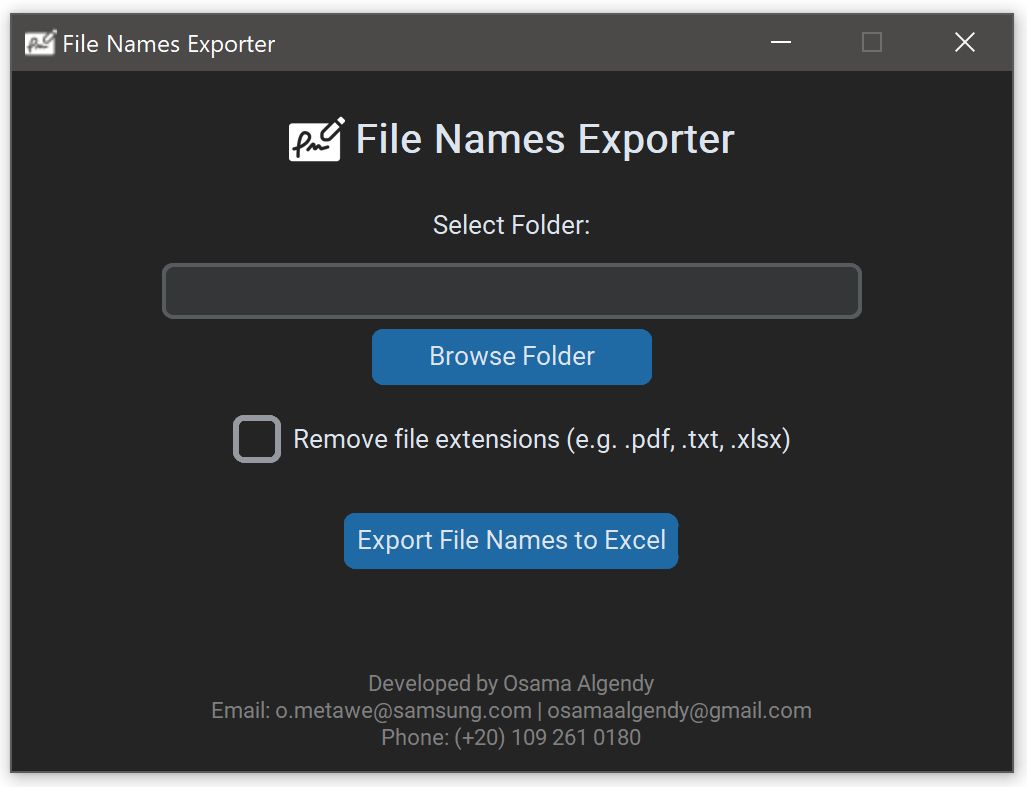 File Names Exporter
File Names Exporter
Select Folder:
Browse Folder
Remove file extensions (e.g. .pdf, .txt, .xlsx)
Export File Names to Excel
Developed by Osama Algendy
Email: o.metawe@samsung.com | osamaalgendy@gmail.com
Phone: (+20) 109 261 0180